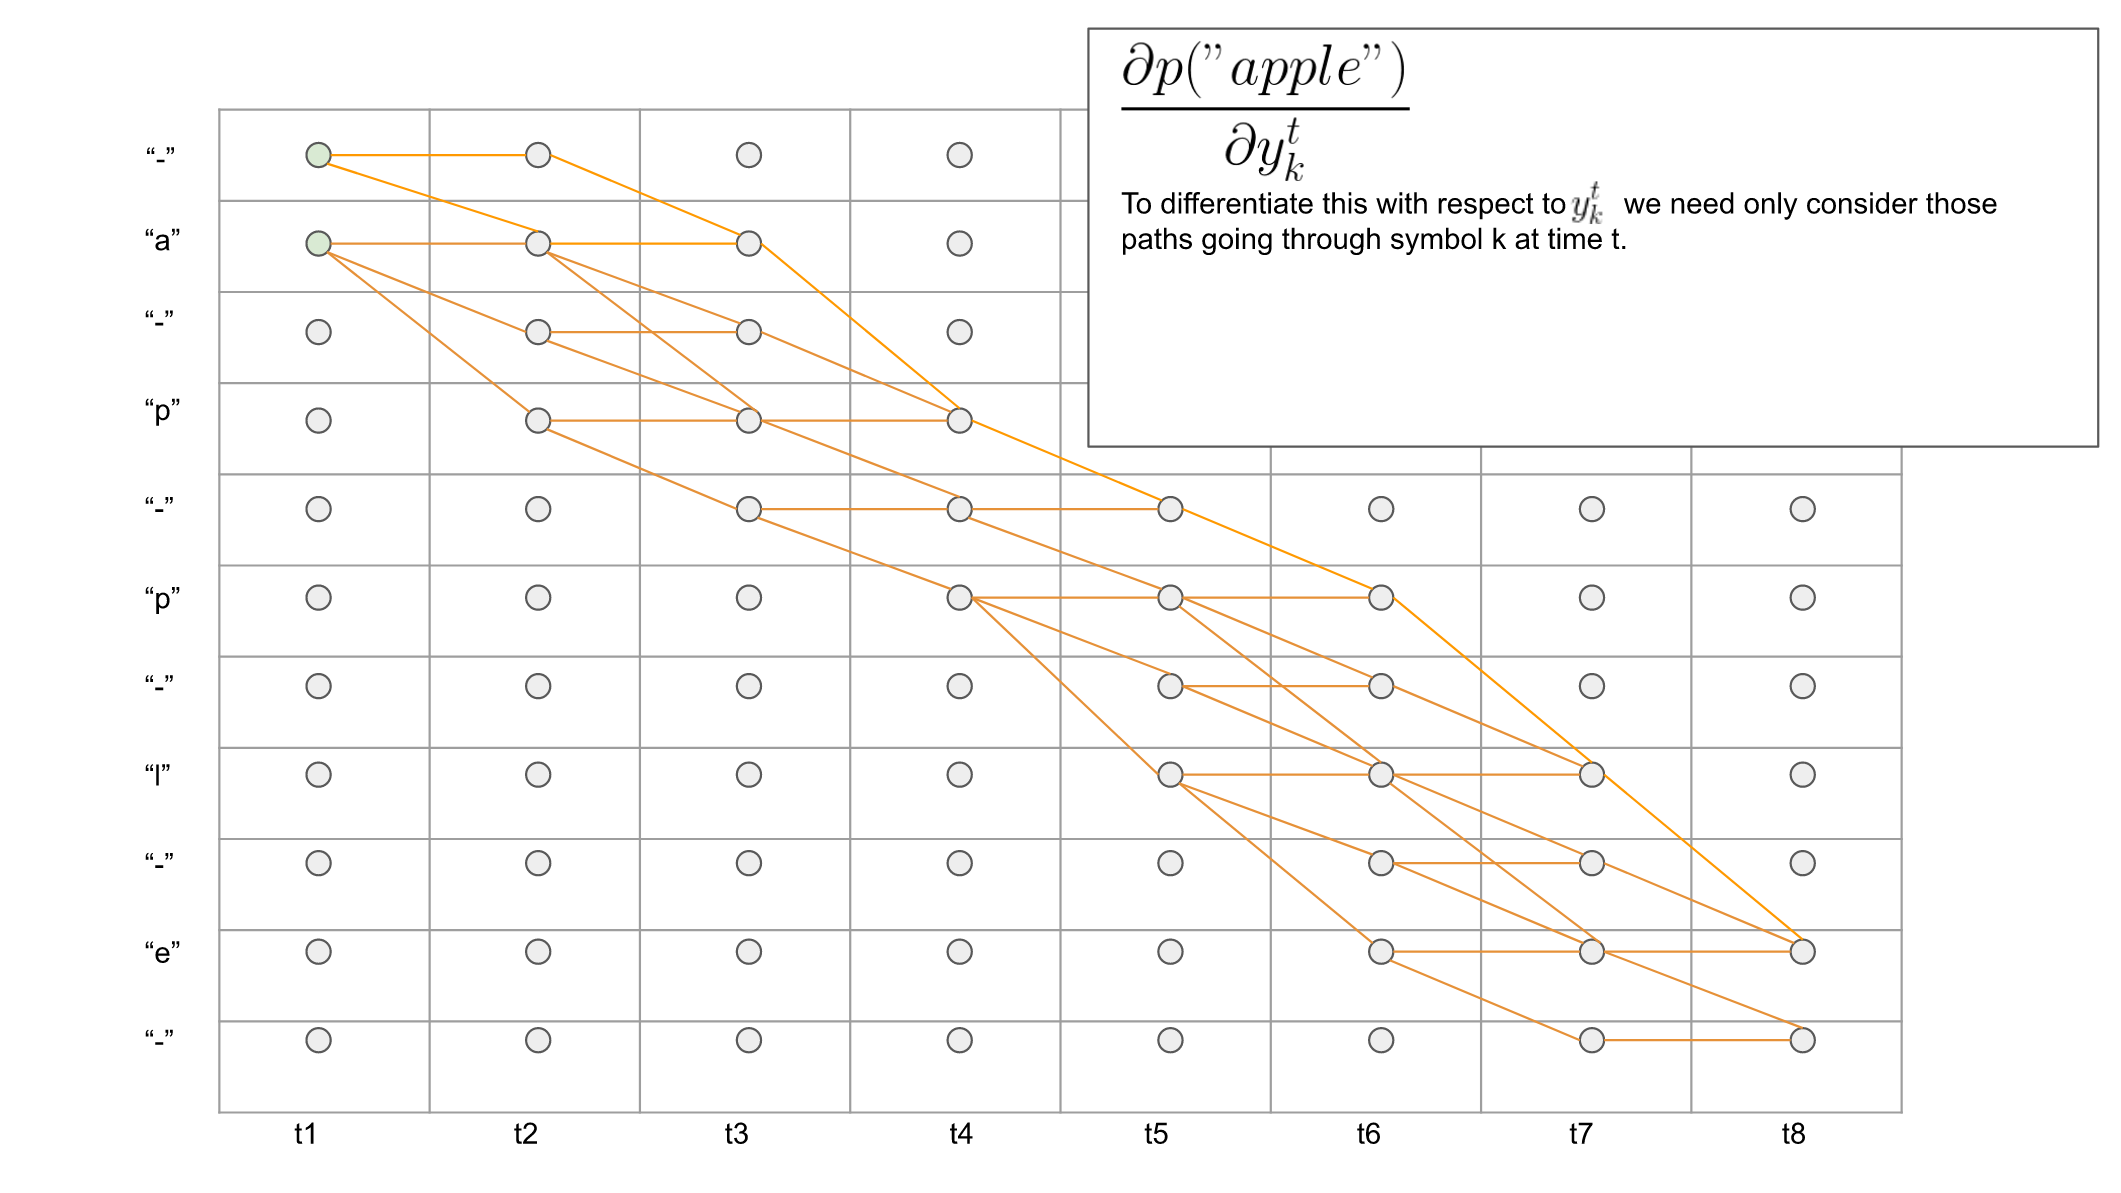 ∂p("apple")
∂y_k^t
To differentiate this with respect to y_k^t we need only consider those
paths going through symbol k at time t.
“-”
“a”
“-”
“p”
“-”
“p”
“-”
“l”
“-”
“e”
“-”
t1 t2 t3 t4 t5 t6 t7 t8